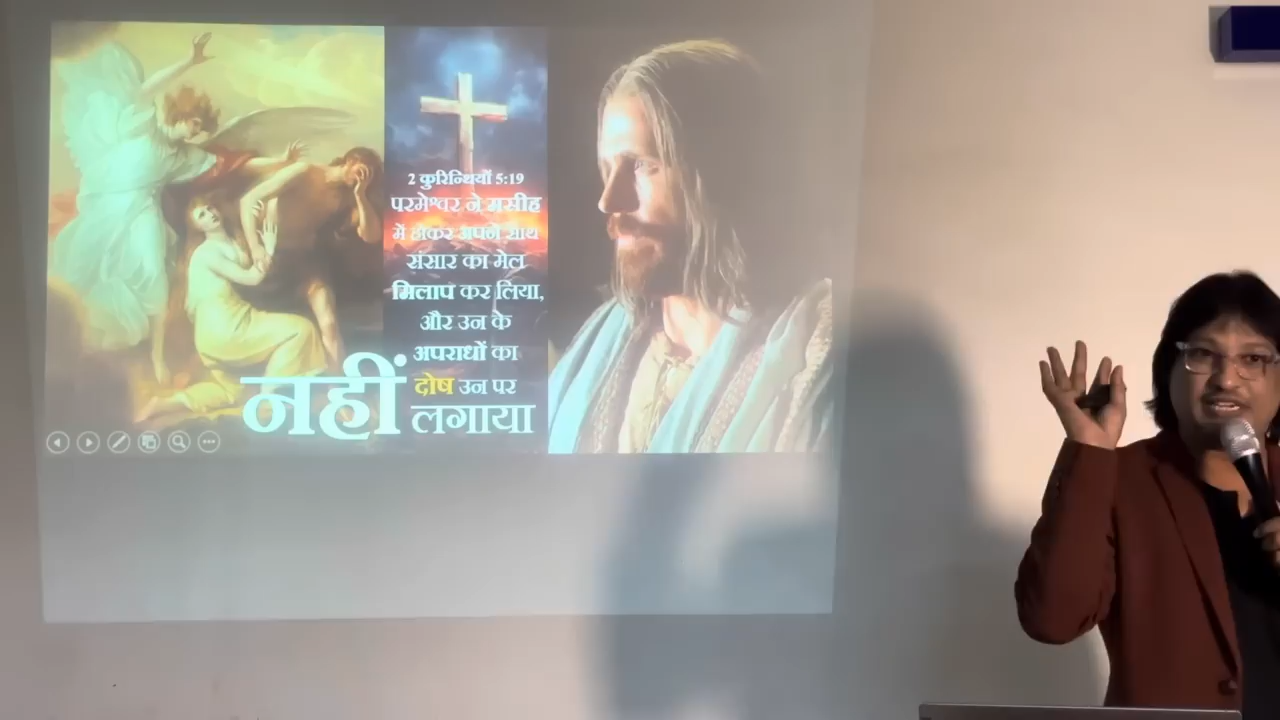 2 कुरिन्थियों 5:19
परमेश्वर ने मसीह
में होकर अपने साथ
संसार का मेल
मिलाप कर लिया,
और उन के
अपराधों का
दोष उन पर
नहीं लगाया